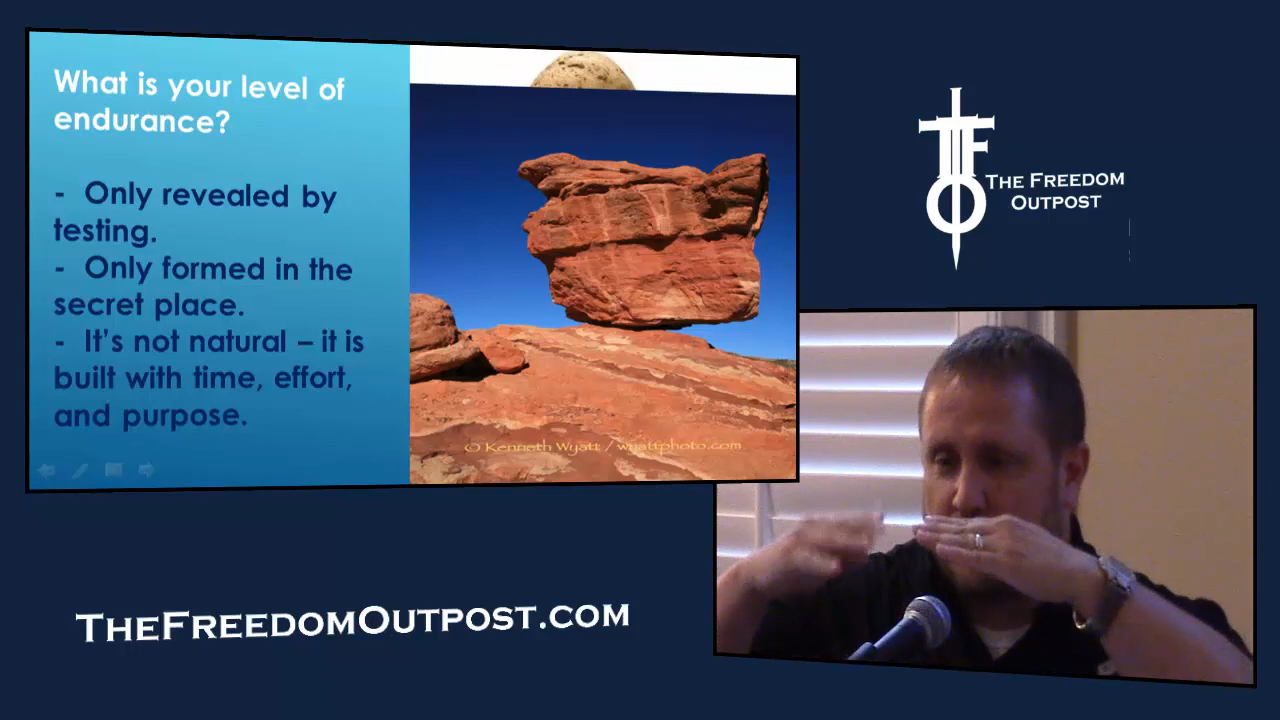 What is your level of
endurance?
- Only revealed by
testing.
- Only formed in the
secret place.
- It's not natural – it is
built with time, effort,
and purpose.
© Kenneth Wyatt / wyattphoto.com
TF
THE FREEDOM
OUTPOST
THEFREEDOMOUTPOST.COM